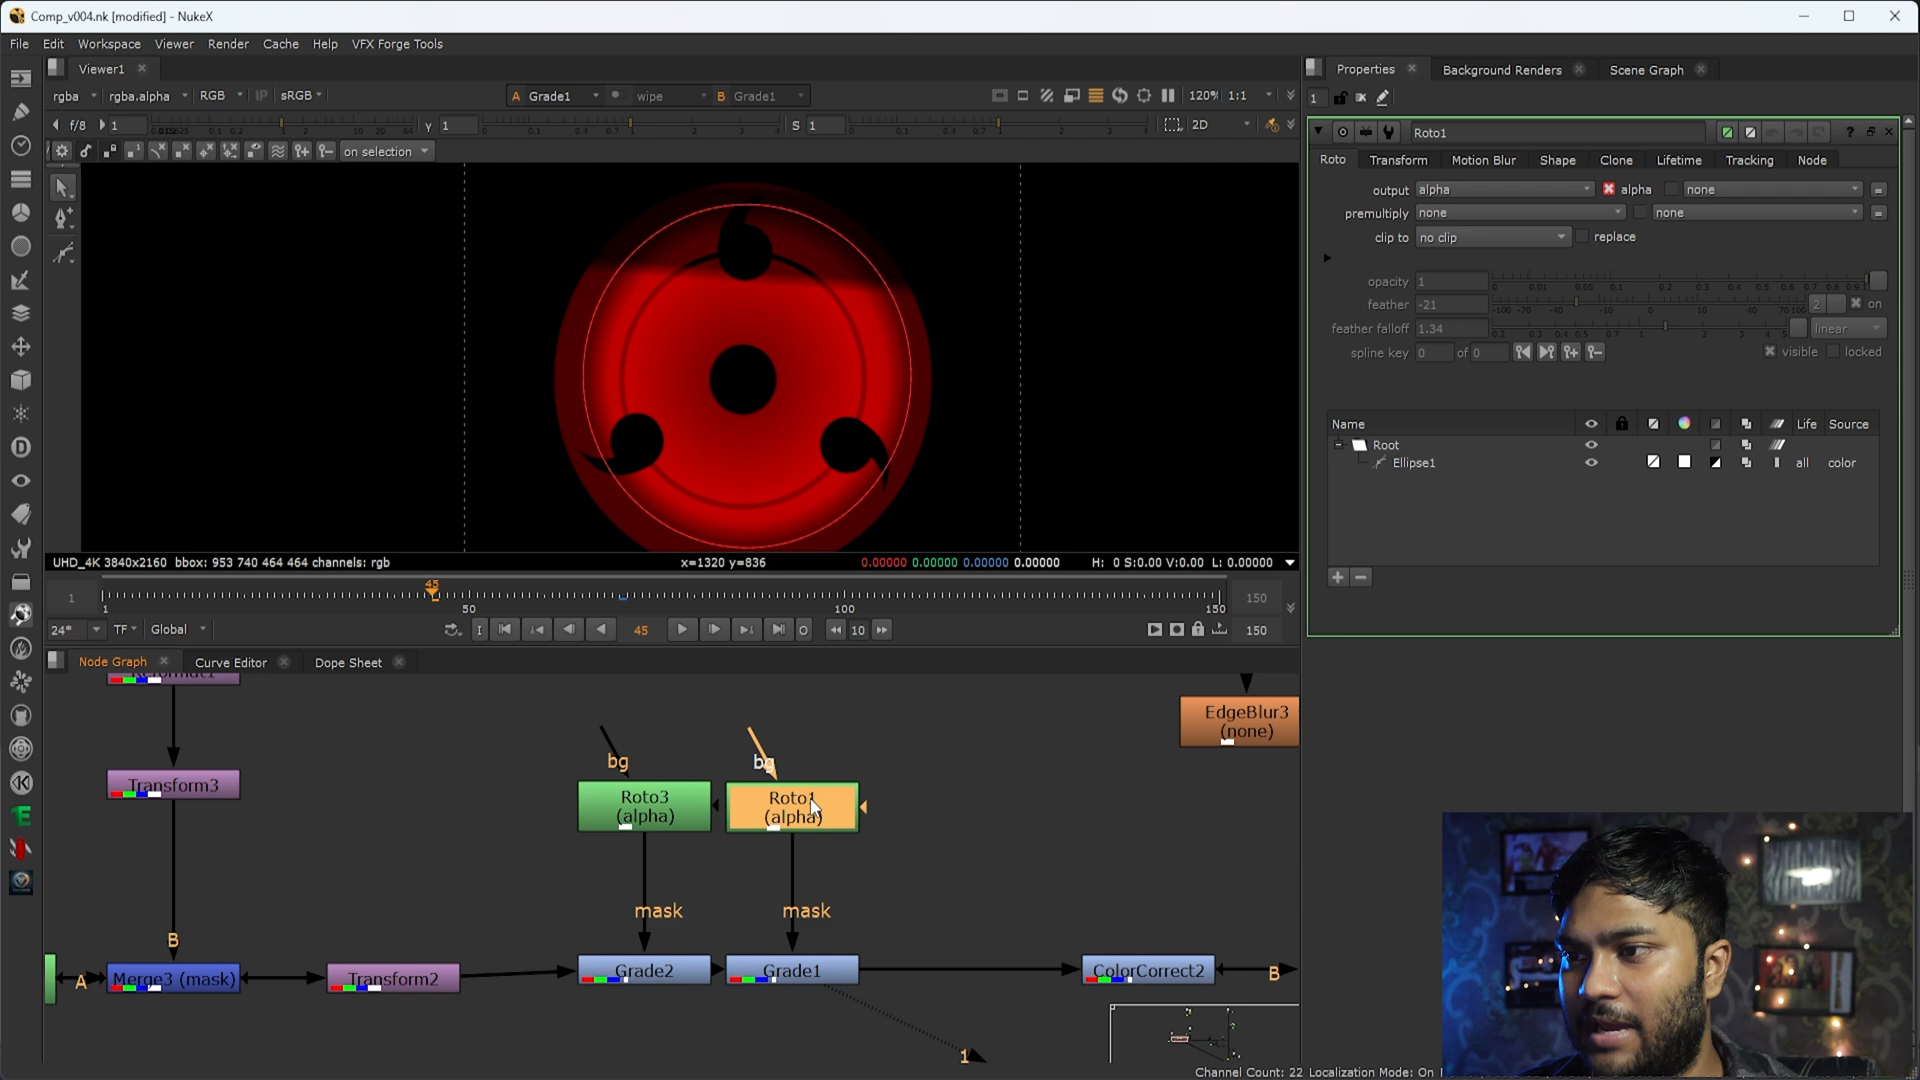 Comp_v004.nk [modified] - NukeX
File Edit Workspace Viewer Render Cache Help VFX Forge Tools
Viewer1
rgba rgba.alpha RGB IP sRGB A Grade1 wipe B Grade1 120% 1:1
f/8 1 γ 1 S 1 2D
on selection
UHD_4K 3840x2160 bbox: 953 740 464 464 channels: rgb x=1320 y=836 0.00000 0.00000 0.00000 0.00000 H: 0 S:0.00 V:0.00 L: 0.00000
45
1 150
1 50 100 150
24* TF Global I 45 O 10 150
Properties Background Renders Scene Graph
1
Roto1
Roto Transform Motion Blur Shape Clone Lifetime Tracking Node
output alpha alpha none
premultiply none none
clip to no clip replace
opacity 1
feather -21 2 on
feather falloff 1.34 linear
spline key 0 of 0 visible locked
Name Life Source
Root
Ellipse1 all color
Node Graph Curve Editor Dope Sheet
Transform3
B
A
Merge3 (mask)
Transform2
bg
Roto3
(alpha)
mask
Grade2
bg
Roto1
(alpha)
mask
Grade1
1
ColorCorrect2
B
EdgeBlur3
(none)
Channel Count: 22 Localization Mode: On